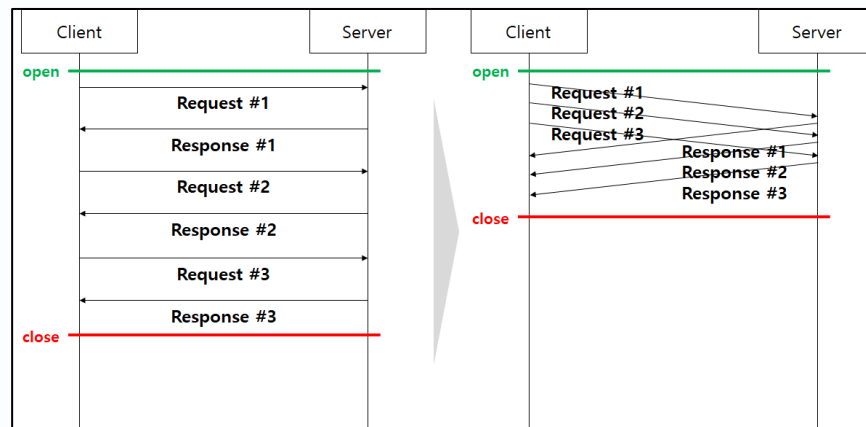 Client
Server
open
Request #1
Response #1
Request #2
Response #2
Request #3
Response #3
close
Client
Server
open
Request #1
Request #2
Request #3
Response #1
Response #2
Response #3
close